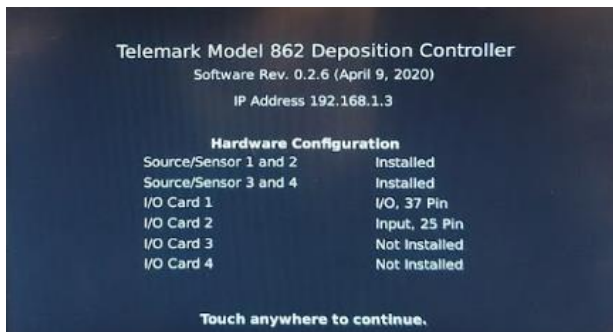 Telemark Model 862 Deposition Controller
Software Rev. 0.2.6 (April 9, 2020)
IP Address 192.168.1.3
Hardware Configuration
Source/Sensor 1 and 2 Installed
Source/Sensor 3 and 4 Installed
I/O Card 1 I/O, 37 Pin
I/O Card 2 Input, 25 Pin
I/O Card 3 Not Installed
I/O Card 4 Not Installed
Touch anywhere to continue.